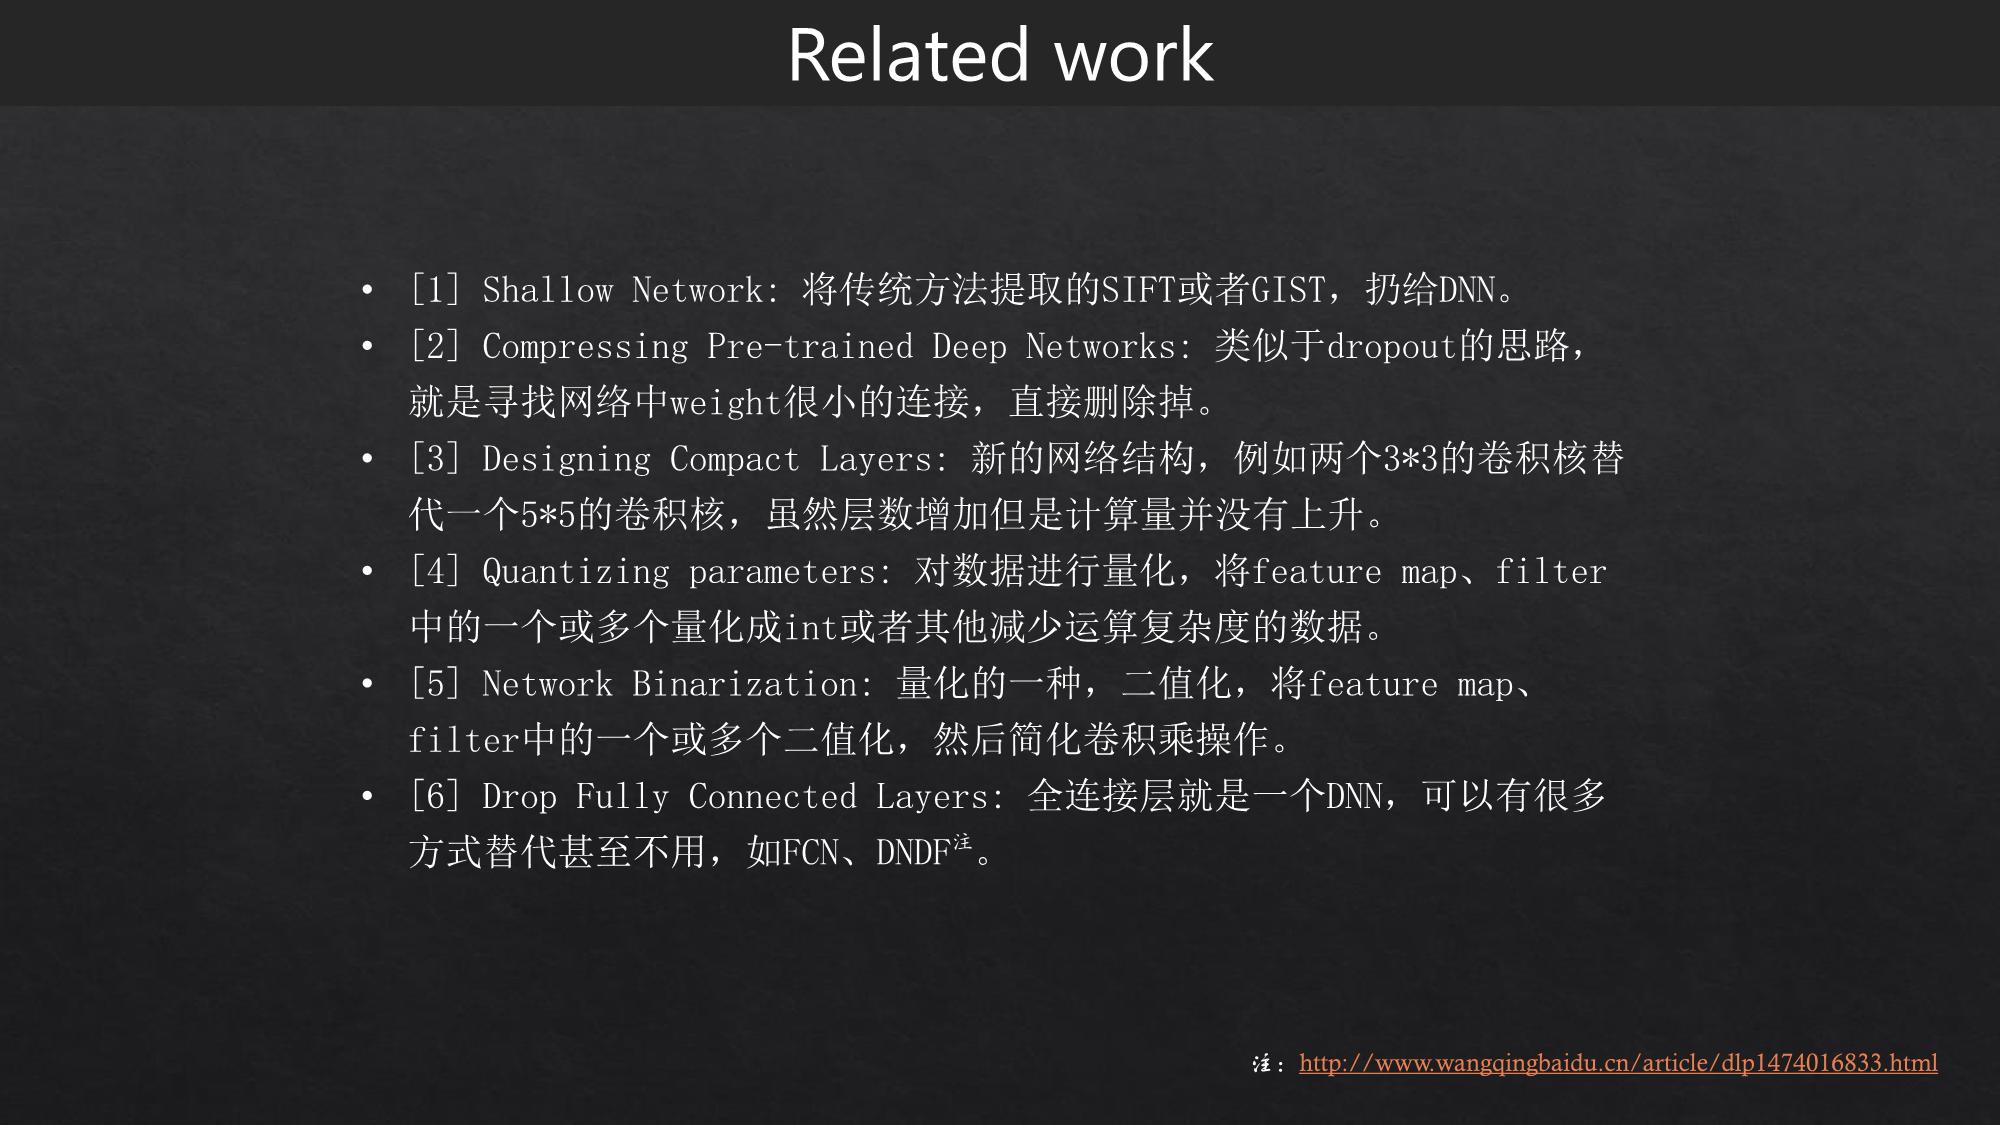 Related work
• [1] Shallow Network: 将传统方法提取的SIFT或者GIST，扔给DNN。
• [2] Compressing Pre-trained Deep Networks: 类似于dropout的思路，
就是寻找网络中weight很小的连接，直接删除掉。
• [3] Designing Compact Layers: 新的网络结构，例如两个3*3的卷积核替
代一个5*5的卷积核，虽然层数增加但是计算量并没有上升。
• [4] Quantizing parameters: 对数据进行量化，将feature map、filter
中的一个或多个量化成int或者其他减少运算复杂度的数据。
• [5] Network Binarization: 量化的一种，二值化，将feature map、
filter中的一个或多个二值化，然后简化卷积乘操作。
• [6] Drop Fully Connected Layers: 全连接层就是一个DNN，可以有很多
方式替代甚至不用，如FCN、DNDF注。
注：http://www.wangqingbaidu.cn/article/dlp1474016833.html